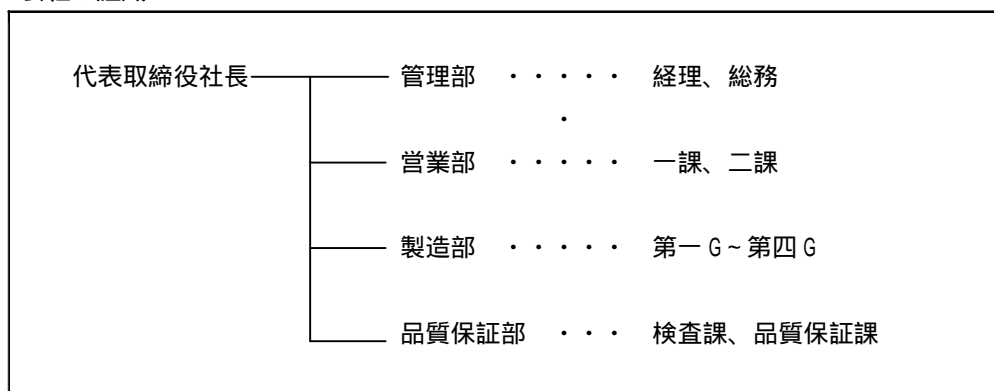 代表取締役社長 管理部 ・・・・・ 経理、総務
・
営業部 ・・・・・ 一課、二課
製造部 ・・・・・ 第一G~第四G
品質保証部 ・・・ 検査課、品質保証課